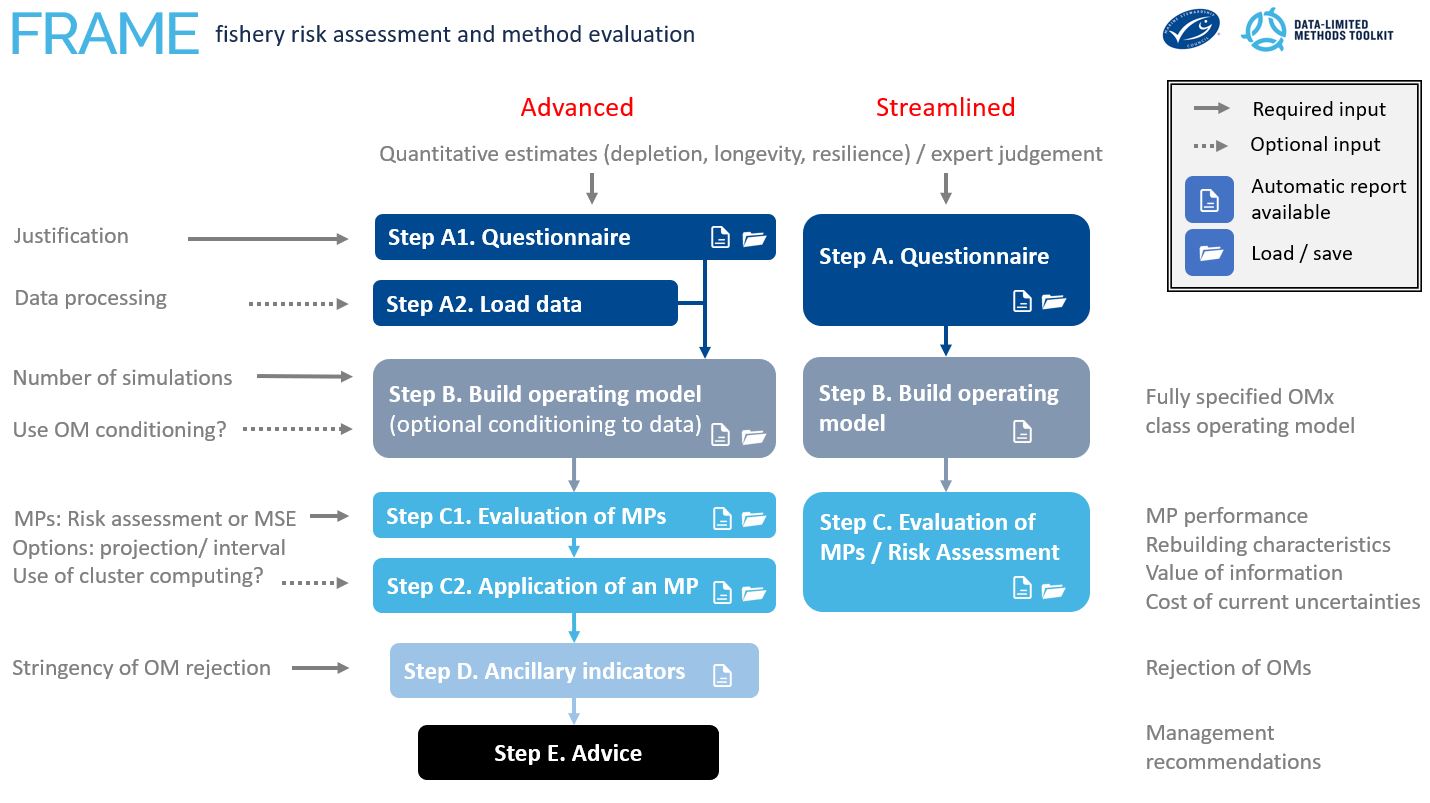 FRAME fishery risk assessment and method evaluation
MARINE STEWARDSHIP COUNCIL
DATA-LIMITED
METHODS TOOLKIT
Advanced
Streamlined
Required input
Optional input
Automatic report
available
Load / save
Quantitative estimates (depletion, longevity, resilience) / expert judgement
Justification
Step A1. Questionnaire
Step A. Questionnaire
Data processing
Step A2. Load data
Number of simulations
Use OM conditioning?
Step B. Build operating model
(optional conditioning to data)
Step B. Build operating
model
Fully specified OMx
class operating model
MPs: Risk assessment or MSE
Options: projection/ interval
Use of cluster computing?
Step C1. Evaluation of MPs
Step C2. Application of an MP
Step C. Evaluation of
MPs / Risk Assessment
MP performance
Rebuilding characteristics
Value of information
Cost of current uncertainties
Stringency of OM rejection
Step D. Ancillary indicators
Rejection of OMs
Step E. Advice
Management
recommendations